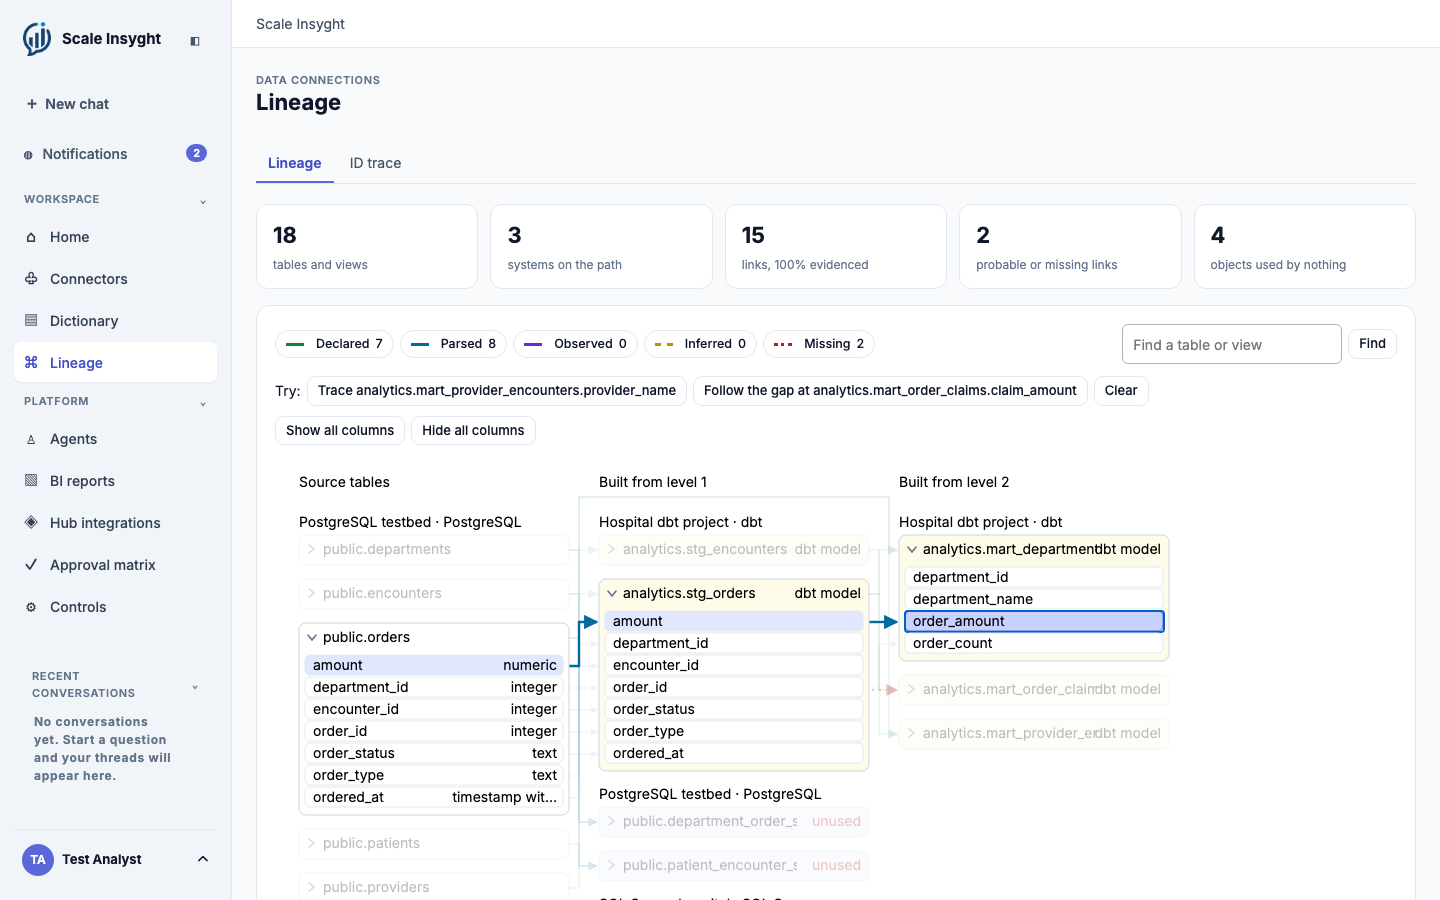 Scale Insyght
Scale Insyght
+ New chat
Notifications 2
WORKSPACE
Home
Connectors
Dictionary
Lineage
PLATFORM
Agents
BI reports
Hub integrations
Approval matrix
Controls
RECENT
CONVERSATIONS
No conversations
yet. Start a question
and your threads will
appear here.
TA Test Analyst
DATA CONNECTIONS
Lineage
Lineage ID trace
18
tables and views
3
systems on the path
15
links, 100% evidenced
2
probable or missing links
4
objects used by nothing
Declared 7
Parsed 8
Observed 0
Inferred 0
Missing 2
Find a table or view
Find
Try: Trace analytics.mart_provider_encounters.provider_name
Follow the gap at analytics.mart_order_claims.claim_amount
Clear
Show all columns
Hide all columns
Source tables
PostgreSQL testbed · PostgreSQL
public.departments
public.encounters
public.orders
amount numeric
department_id integer
encounter_id integer
order_id integer
order_status text
order_type text
ordered_at timestamp wit...
public.patients
public.providers
Built from level 1
Hospital dbt project · dbt
analytics.stg_encounters dbt model
analytics.stg_orders dbt model
amount
department_id
encounter_id
order_id
order_status
order_type
ordered_at
PostgreSQL testbed · PostgreSQL
public.department_order_s unused
public.patient_encounter_s unused
Built from level 2
Hospital dbt project · dbt
analytics.mart_department dbt model
department_id
department_name
order_amount
order_count
analytics.mart_order_claim dbt model
analytics.mart_provider_e dbt model